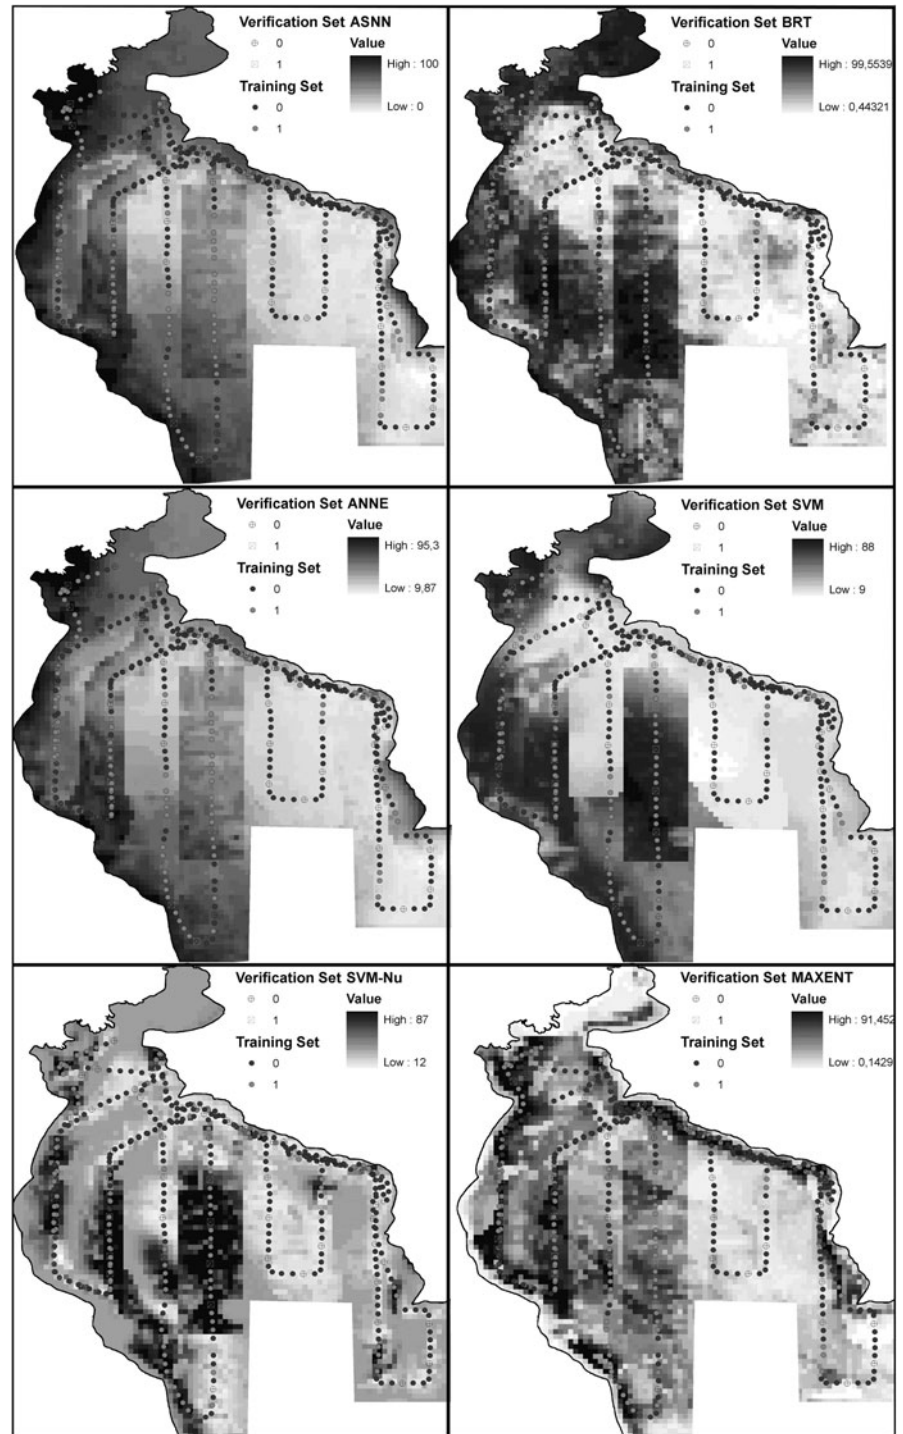 Verification Set ASNN
0
Value
1
High : 100
Training Set
0
Low : 0
1
Verification Set BRT
0
Value
1
High : 99,5539
Training Set
0
Low : 0,44321
1
Verification Set ANNE
0
Value
1
High : 95,3
Training Set
0
Low : 9,87
1
Verification Set SVM
0
Value
1
High : 88
Training Set
0
Low : 9
1
Verification Set SVM-Nu
0
Value
1
High : 87
Training Set
0
Low : 12
1
Verification Set MAXENT
0
Value
1
High : 91,452
Training Set
0
Low : 0,1429
1